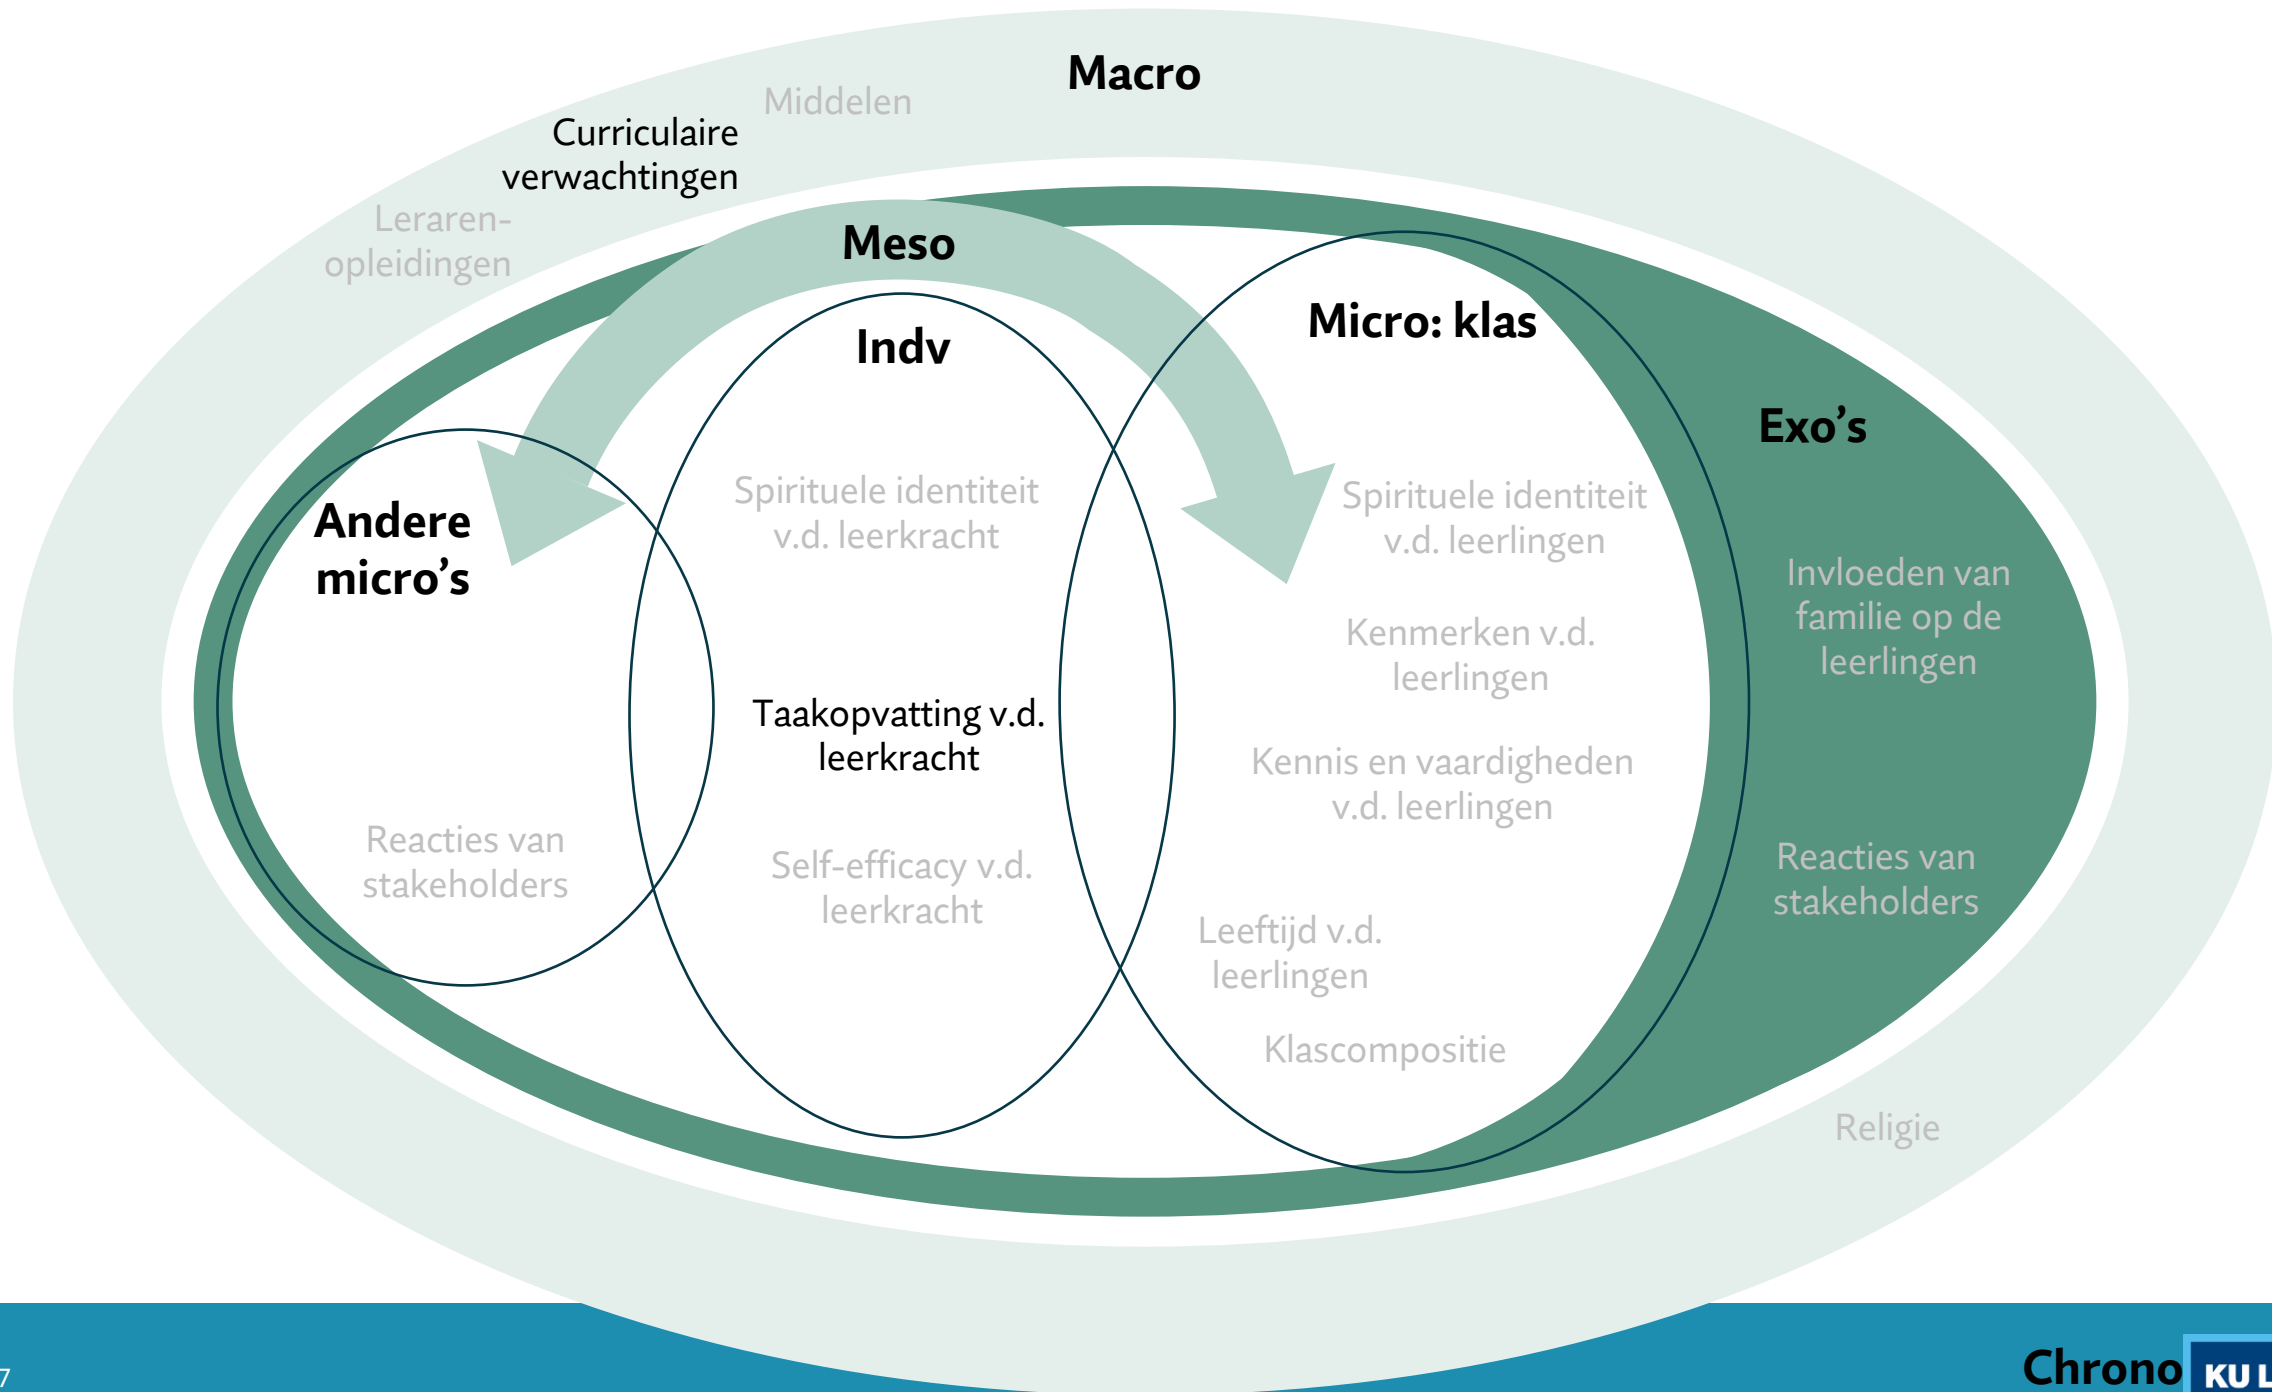 Macro
Middelen
Curriculaire
verwachtingen
Leraren-
opleidingen
Meso
Indv
Micro: klas
Exo's
Andere
micro's
Spirituele identiteit
v.d. leerkracht
Spirituele identiteit
v.d. leerlingen
Invloeden van
familie op de
leerlingen
Kenmerken v.d.
leerlingen
Taakopvatting v.d.
leerkracht
Kennis en vaardigheden
v.d. leerlingen
Reacties van
stakeholders
Self-efficacy v.d.
leerkracht
Reacties van
stakeholders
Leeftijd v.d.
leerlingen
Klascompositie
Religie
Chrono
KU L
7